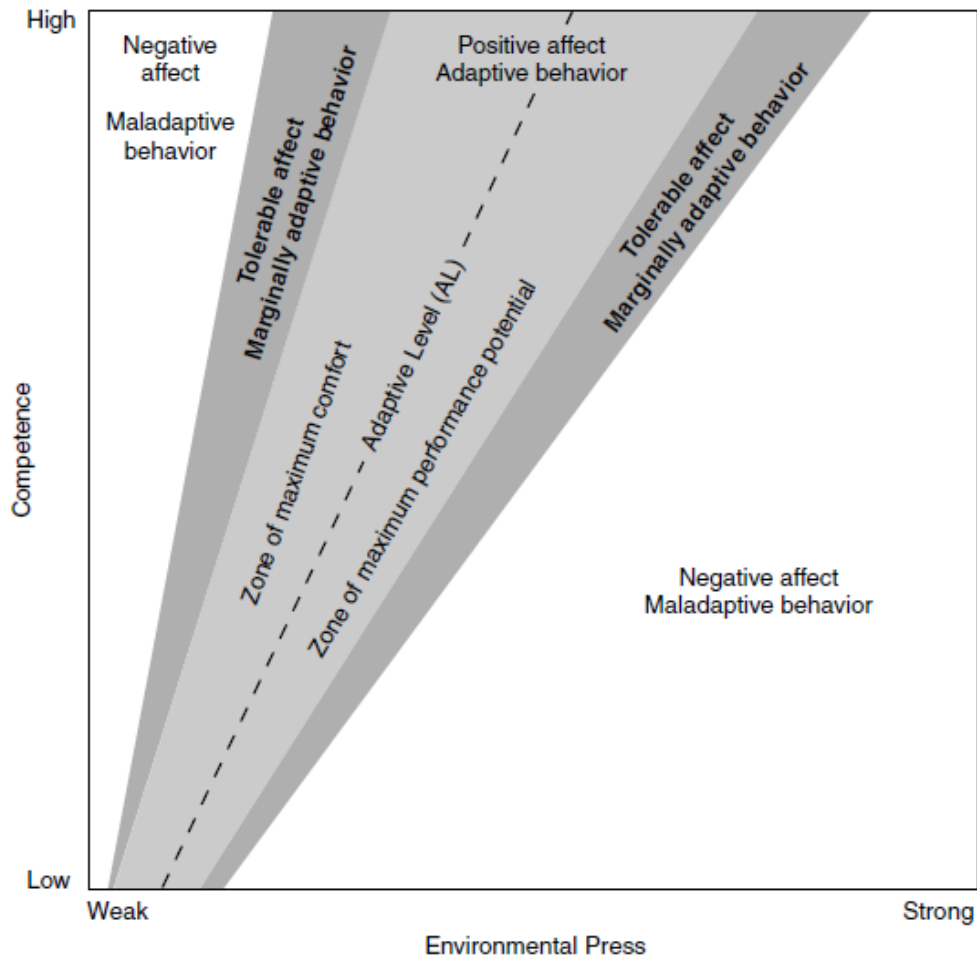 High
Negative
affect
Maladaptive
behavior
Tolerable affect
Marginally adaptive behavior
Positive affect
Adaptive behavior
Tolerable affect
Marginally adaptive behavior
Zone of maximum comfort
Adaptive Level (AL)
Zone of maximum performance potential
Competence
Negative affect
Maladaptive behavior
Low
Weak
Strong
Environmental Press